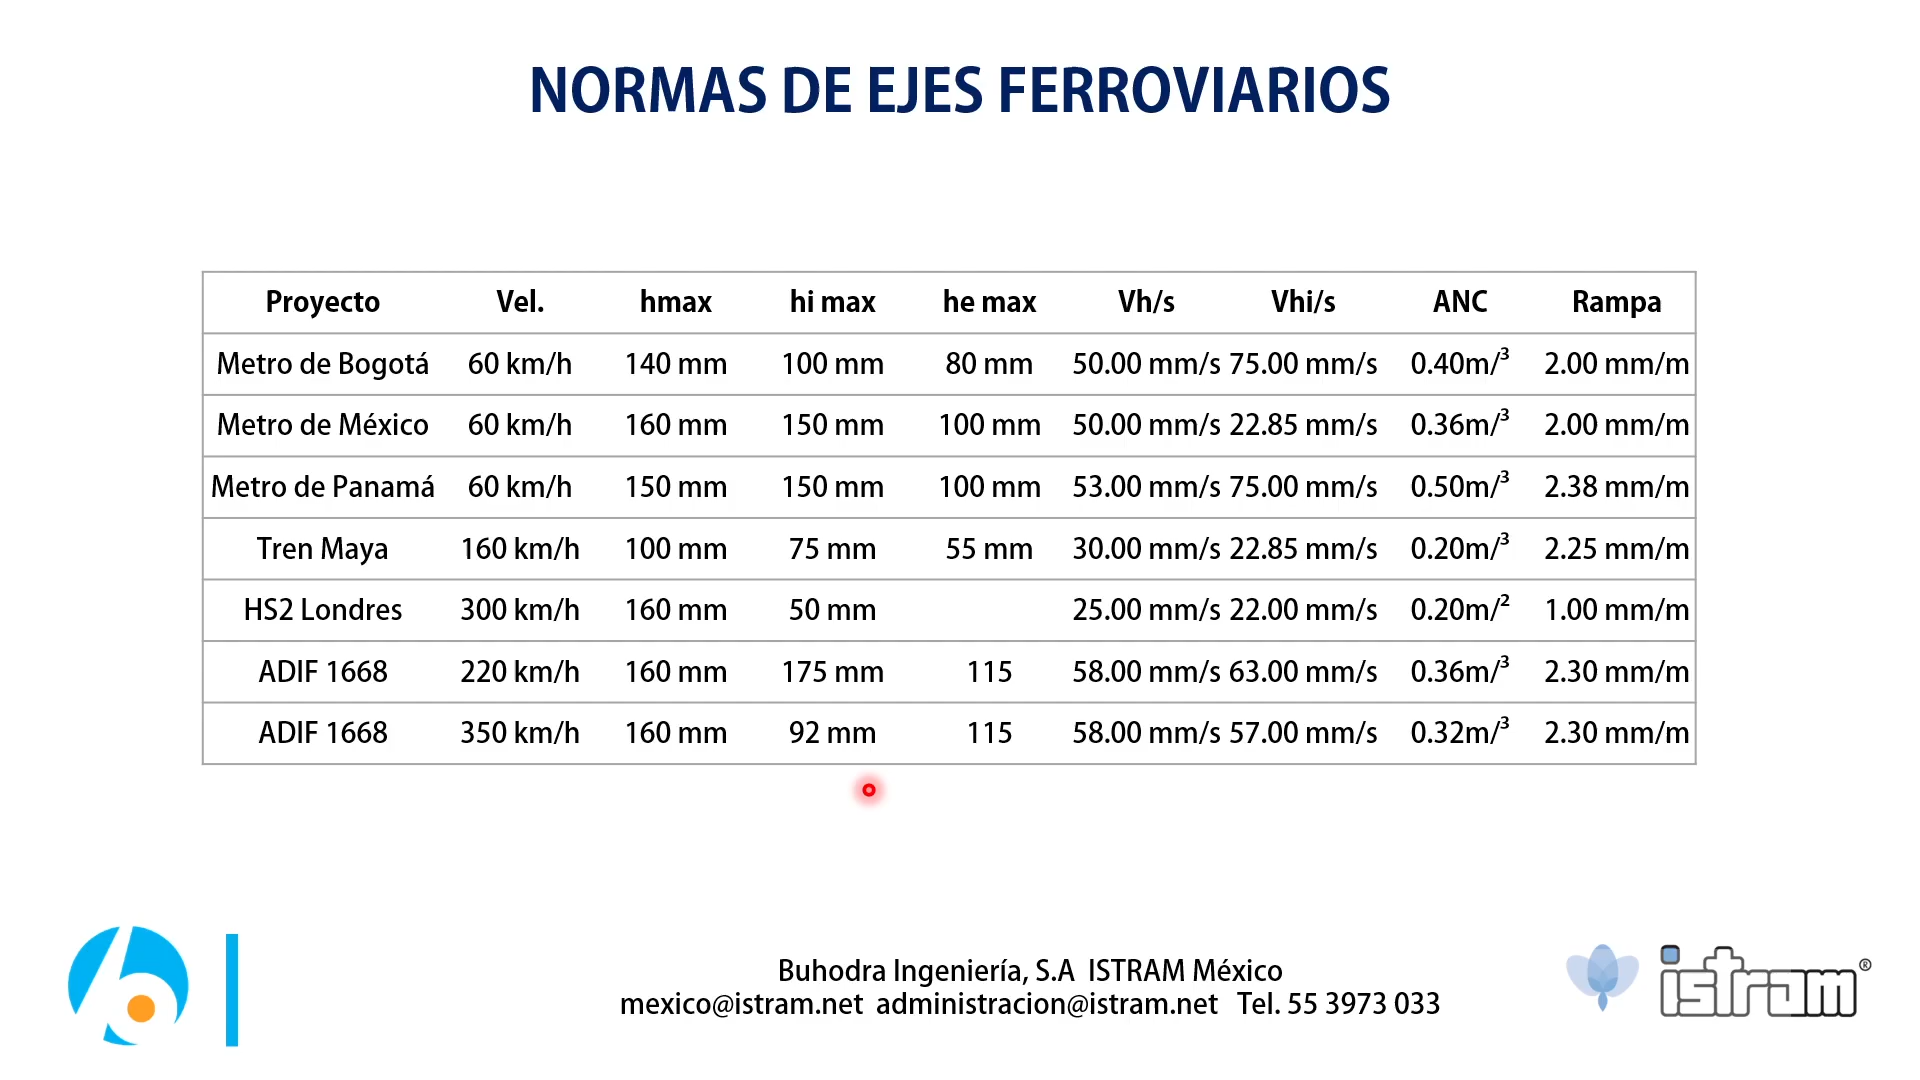 NORMAS DE EJES FERROVIARIOS
Proyecto Vel. hmax hi max he max Vh/s Vhi/s ANC Rampa
Metro de Bogotá 60 km/h 140 mm 100 mm 80 mm 50.00 mm/s 75.00 mm/s 0.40m/³ 2.00 mm/m
Metro de México 60 km/h 160 mm 150 mm 100 mm 50.00 mm/s 22.85 mm/s 0.36m/³ 2.00 mm/m
Metro de Panamá 60 km/h 150 mm 150 mm 100 mm 53.00 mm/s 75.00 mm/s 0.50m/³ 2.38 mm/m
Tren Maya 160 km/h 100 mm 75 mm 55 mm 30.00 mm/s 22.85 mm/s 0.20m/³ 2.25 mm/m
HS2 Londres 300 km/h 160 mm 50 mm 25.00 mm/s 22.00 mm/s 0.20m/² 1.00 mm/m
ADIF 1668 220 km/h 160 mm 175 mm 115 58.00 mm/s 63.00 mm/s 0.36m/³ 2.30 mm/m
ADIF 1668 350 km/h 160 mm 92 mm 115 58.00 mm/s 57.00 mm/s 0.32m/³ 2.30 mm/m
Buhodra Ingeniería, S.A ISTRAM México
mexico@istram.net administracion@istram.net Tel. 55 3973 033
istram®